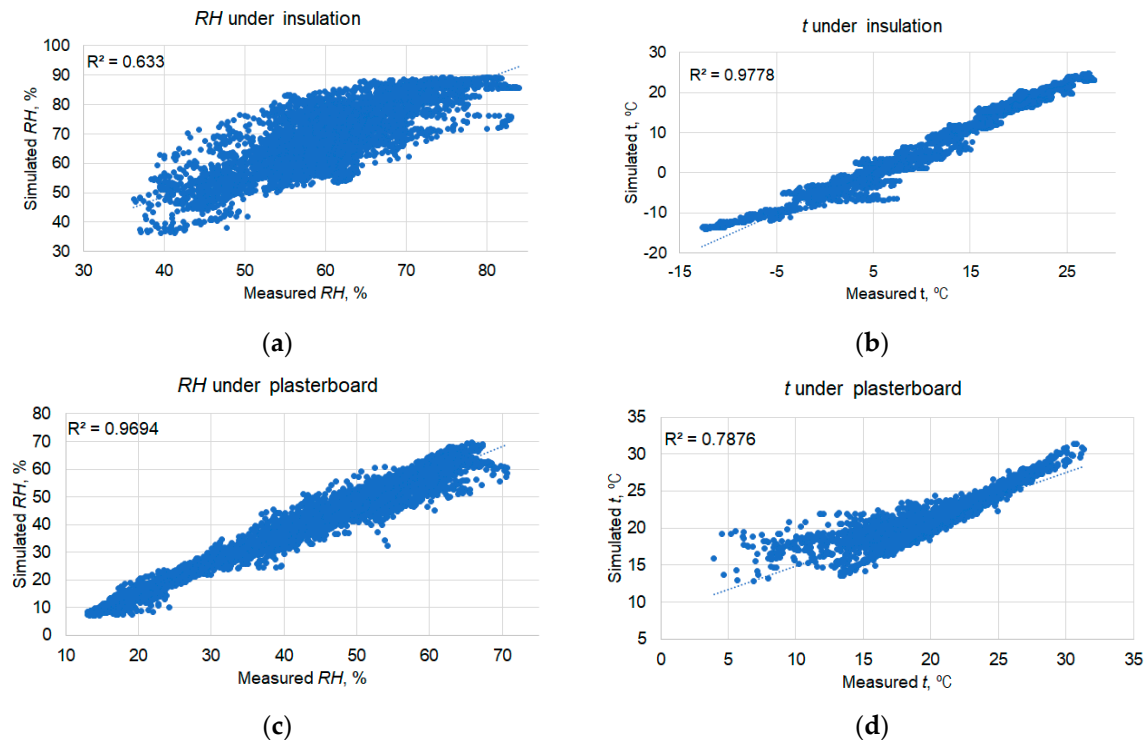 RH under insulation
R² = 0.633
100
90
80
70
60
50
40
30
Simulated RH, %
30 40 50 60 70 80
Measured RH, %
(a)
t under insulation
R² = 0.9778
30
20
10
0
-10
-20
Simulated t, ºC
-15 -5 5 15 25
Measured t, ºC
(b)
RH under plasterboard
R² = 0.9694
80
70
60
50
40
30
20
10
0
Simulated RH, %
10 20 30 40 50 60 70
Measured RH, %
(c)
t under plasterboard
R² = 0.7876
35
30
25
20
15
10
5
Simulated t, ºC
0 5 10 15 20 25 30 35
Measured t, ºC
(d)